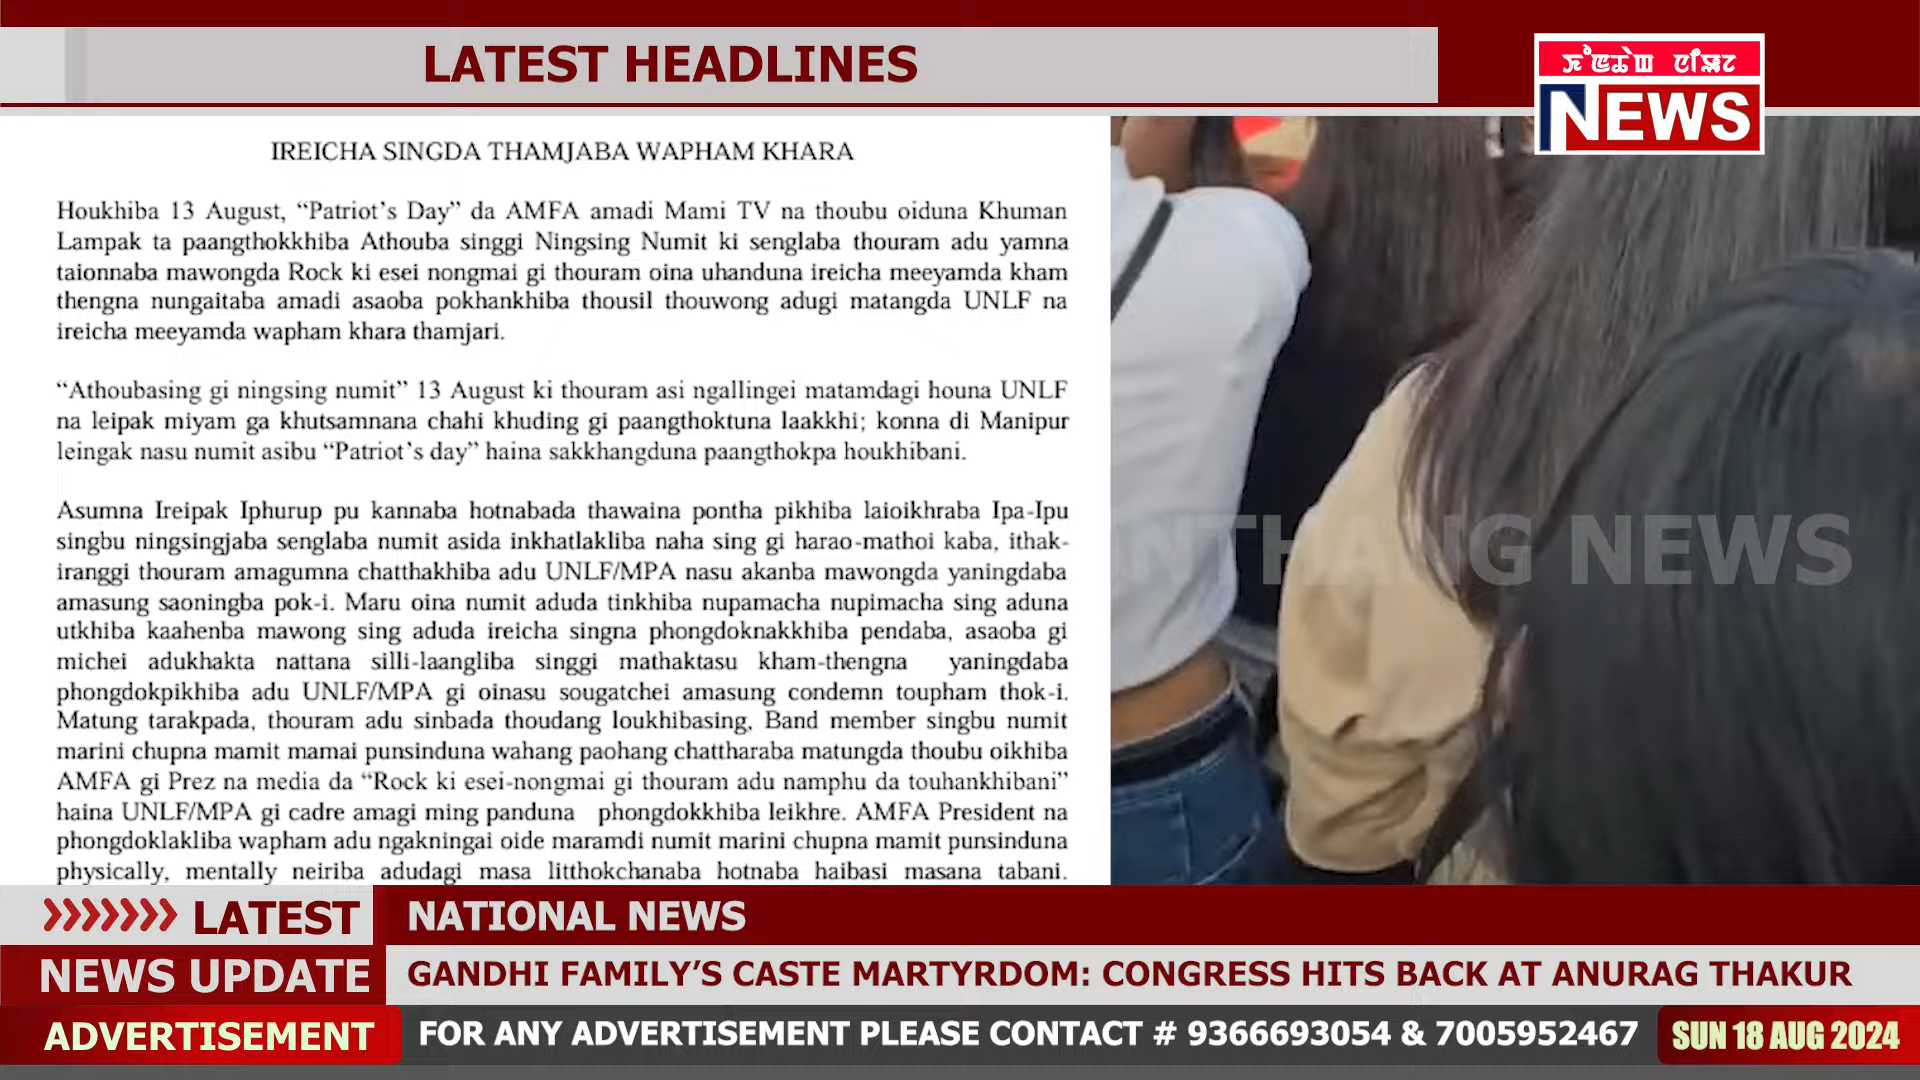 LATEST HEADLINES
NEWS
IREICHA SINGDA THAMJABA WAPHAM KHARA
Houkhiba 13 August, “Patriot’s Day” da AMFA amadi Mami TV na thoubu oiduna Khuman
Lampak ta paangthokkhiba Athouba singgi Ningsing Numit ki senglaba thouram adu yamna
taionnaba mawongda Rock ki esei nongmai gi thouram oina uhanduna ireicha meeyamda kham
thengna nungaitaba amadi asaoba pokhankhiba thousil thouwong adugi matangda UNLF na
ireicha meeyamda wapham khara thamjari.
“Athoubasing gi ningsing numit” 13 August ki thouram asi ngallingei matamdagi houna UNLF
na leipak miyam ga khutsamnana chahi khuding gi paangthoktuna laakkhi; konna di Manipur
leingak nasu numit asibu “Patriot’s day” haina sakkhangduna paangthokpa houkhibani.
Asumna Ireipak Iphurup pu kannaba hotnabada thawaina pontha pikhiba laioikhraba Ipa-Ipu
singbu ningsingjaba senglaba numit asida inkhatlakliba naha sing gi harao-mathoi kaba, ithak-
iranggi thouram amagumna chatthakhiba adu UNLF/MPA nasu akanba mawongda yaningdaba
amasung saoningba pok-i. Maru oina numit aduda tinkhiba nupamacha nupimacha sing aduna
utkhiba kaahenba mawong sing aduda ireicha singna phongdoknakkhiba pendaba, asaoba gi
michei adukhakta nattana silli-laangliba singgi mathaktasu kham-thengna yaningdaba
phongdokpikhiba adu UNLF/MPA gi oinasu sougatchei amasung condemn toupham thok-i.
Matung tarakpada, thouram adu sinbada thoudang loukhibasing, Band member singbu numit
marini chupna mamit mamai punsinduna wahang paohang chattharaba matungda thoubu oikhiba
AMFA gi Prez na media da “Rock ki esei-nongmai gi thouram adu namphu da touhankhibani”
haina UNLF/MPA gi cadre amagi ming panduna phongdokkhiba leikhre. AMFA President na
phongdoklakliba wapham adu ngakningai oide maramdi numit marini chupna mamit punsinduna
physically, mentally neiriba adudagi masa litthokchanaba hotnaba haibasi masana tabani.
NTHANG NEWS
LATEST
NEWS UPDATE
NATIONAL NEWS
GANDHI FAMILY’S CASTE MARTYRDOM: CONGRESS HITS BACK AT ANURAG THAKUR
ADVERTISEMENT
FOR ANY ADVERTISEMENT PLEASE CONTACT # 9366693054 & 7005952467
SUN 18 AUG 2024